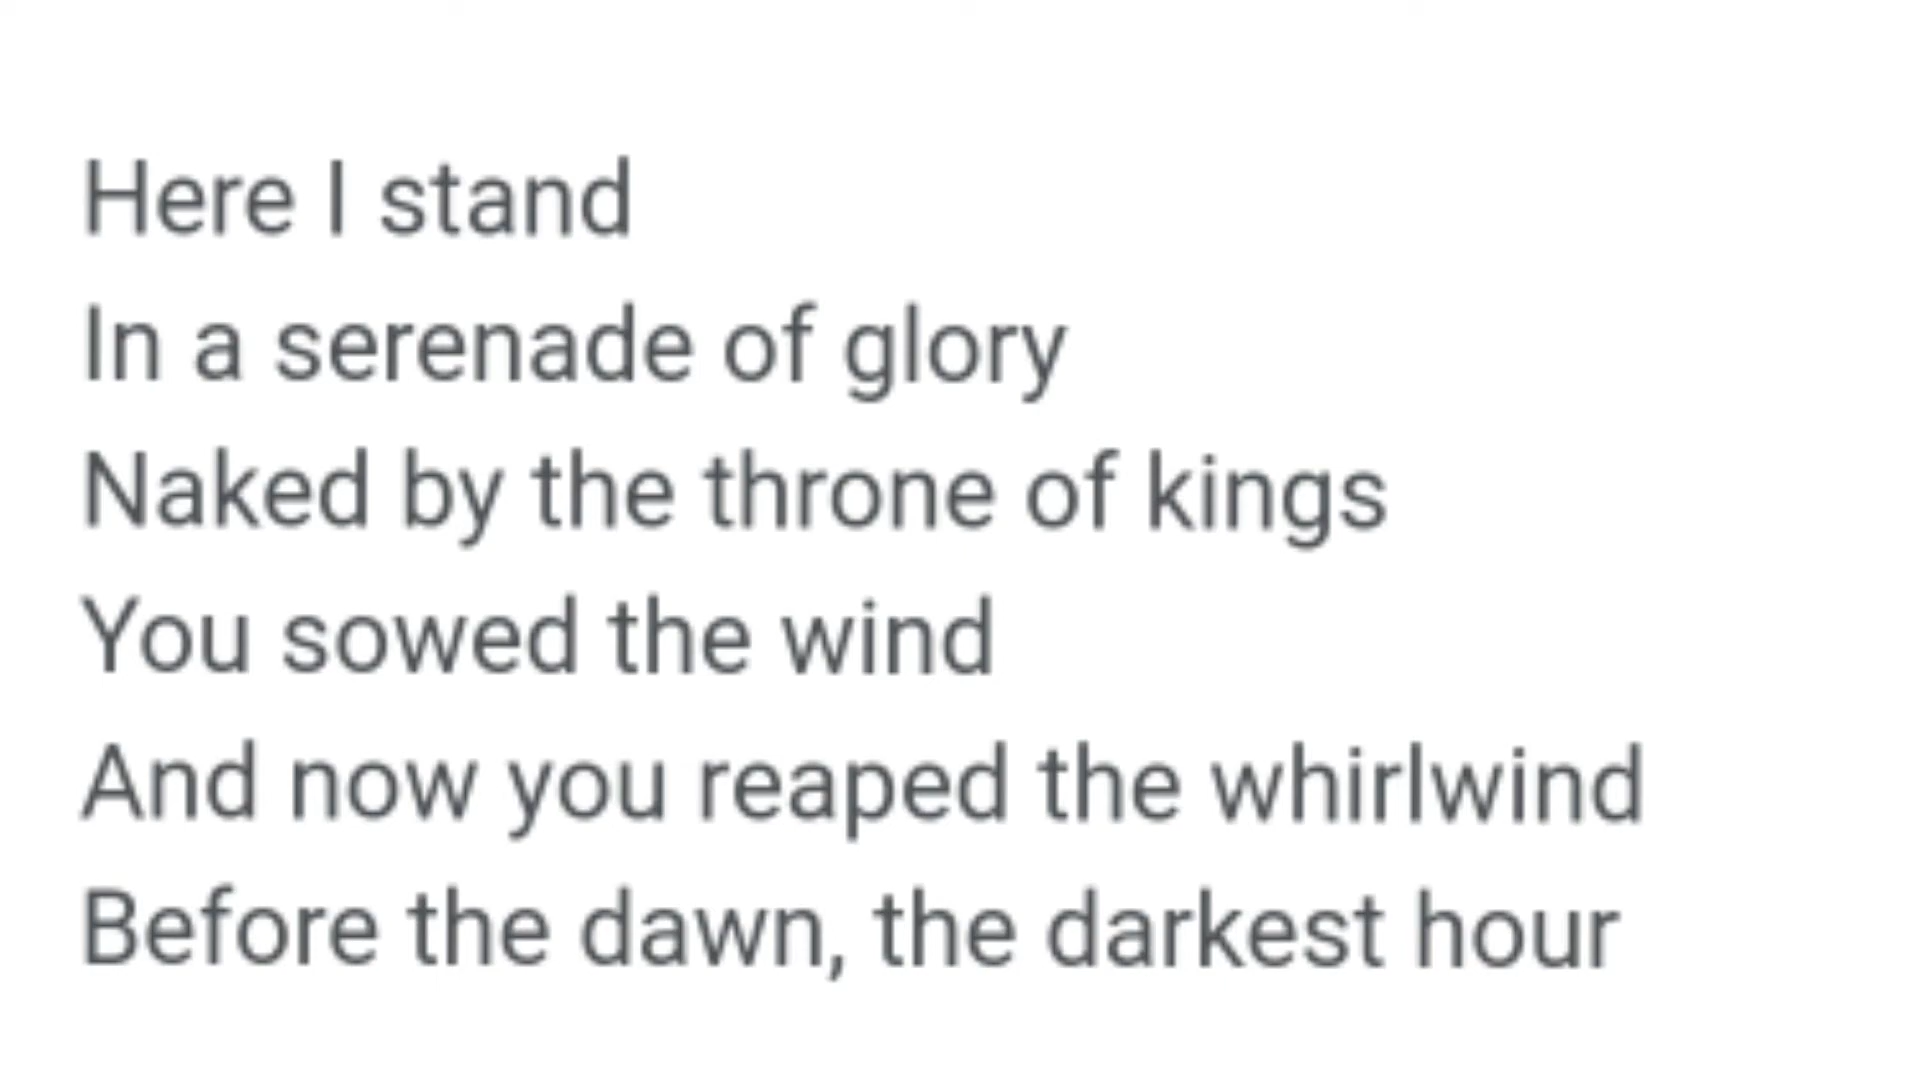 Here I stand
In a serenade of glory
Naked by the throne of kings
You sowed the wind
And now you reaped the whirlwind
Before the dawn, the darkest hour